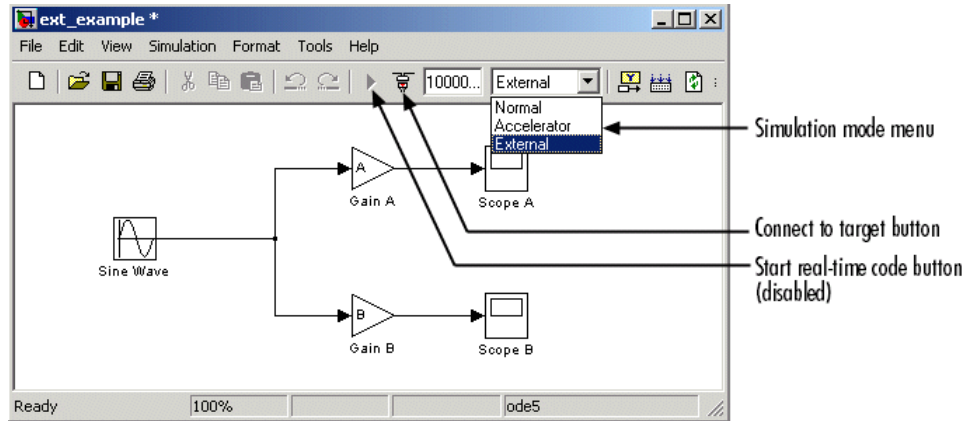 ext_example *
File Edit View Simulation Format Tools Help
10000... External
Normal
Accelerator
External
Simulation mode menu
A
Gain A
Scope A
Connect to target button
Sine Wave
Start real-time code button
(disabled)
B
Gain B
Scope B
Ready 100% ode5